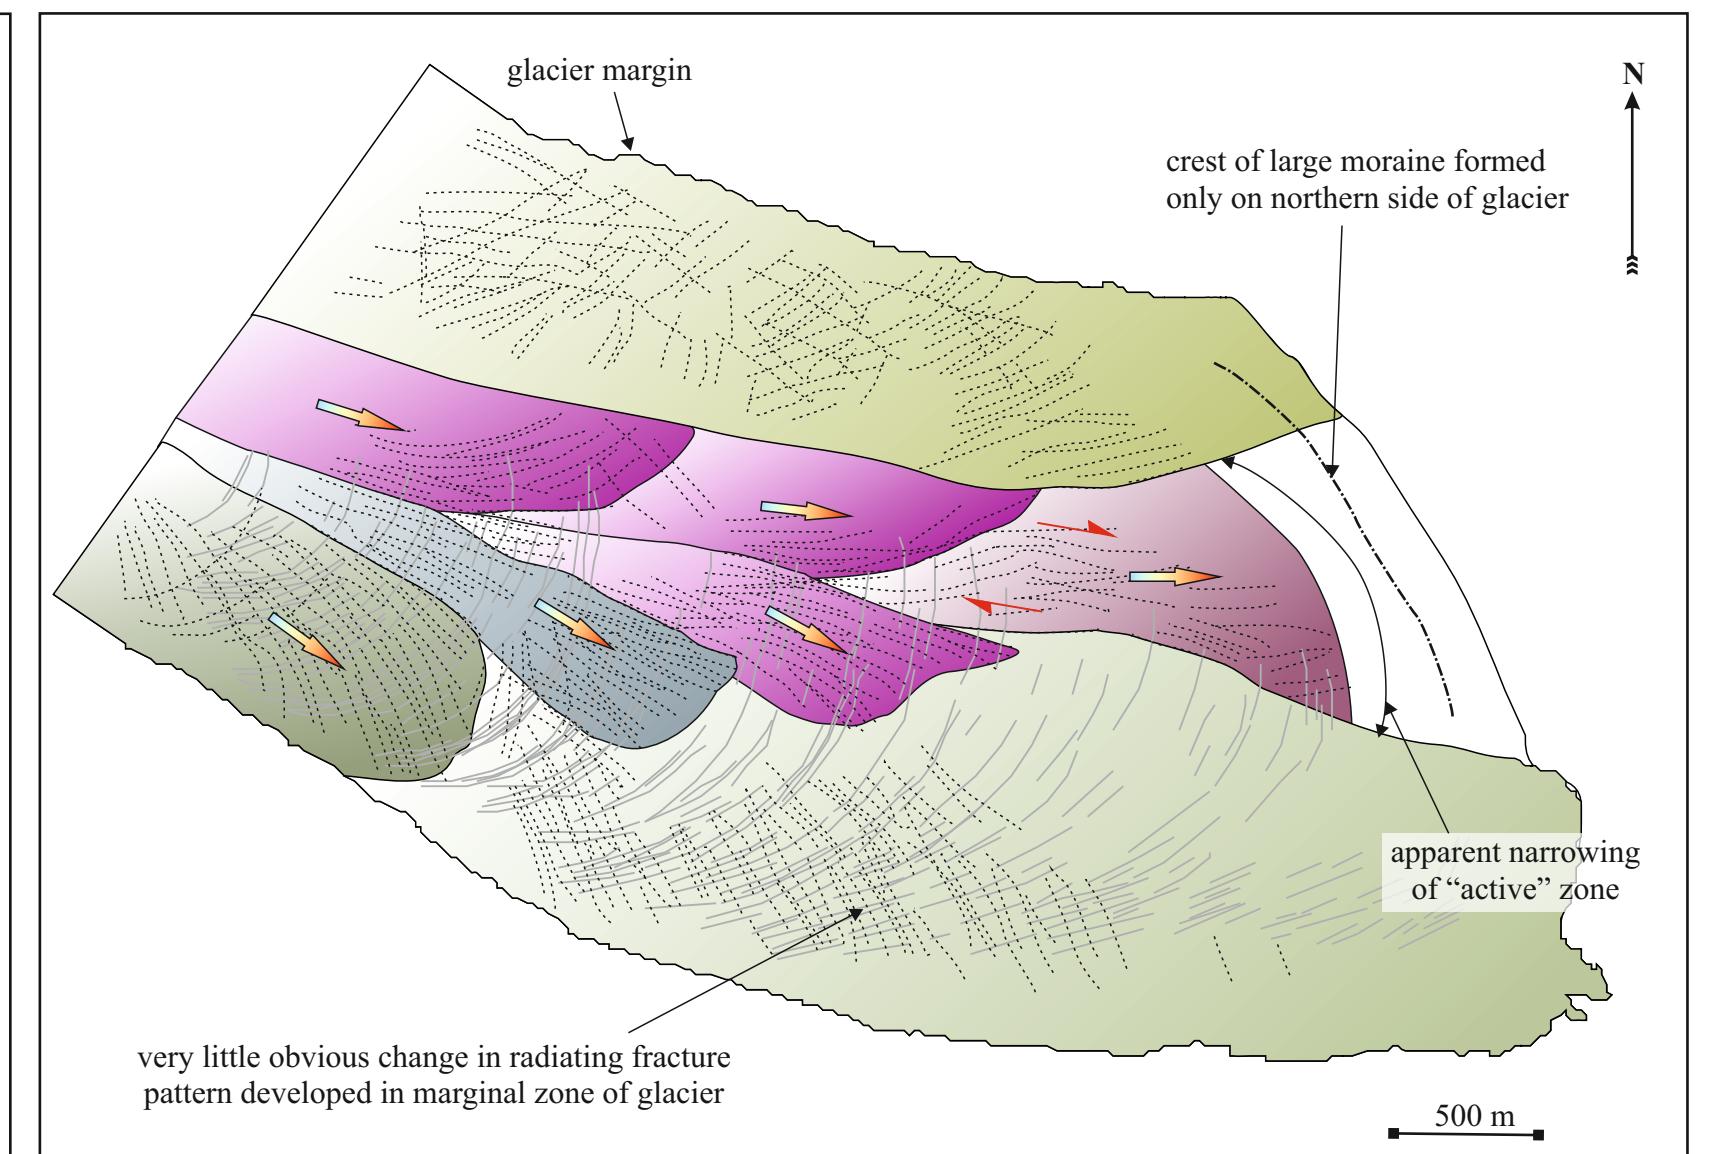 glacier margin
N
crest of large moraine formed
only on northern side of glacier
apparent narrowing
of “active” zone
very little obvious change in radiating fracture
pattern developed in marginal zone of glacier
500 m